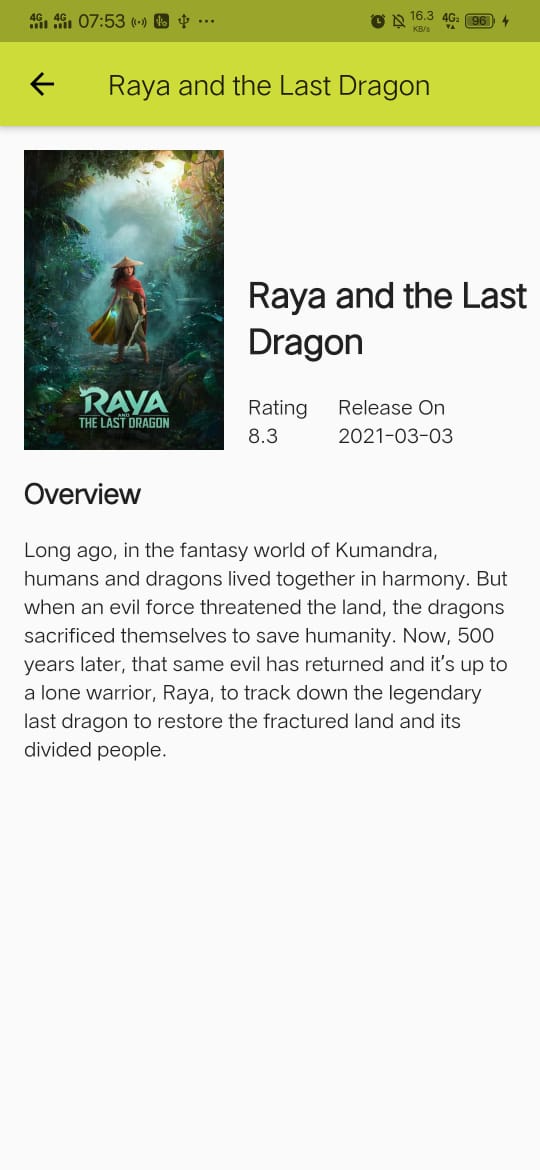 4G 4G 07:53 16.3 KB/s 4G 96
Raya and the Last Dragon
RAYA
AND
THE LAST DRAGON
Raya and the Last
Dragon
Rating Release On
8.3 2021-03-03
Overview
Long ago, in the fantasy world of Kumandra,
humans and dragons lived together in harmony. But
when an evil force threatened the land, the dragons
sacrificed themselves to save humanity. Now, 500
years later, that same evil has returned and it’s up to
a lone warrior, Raya, to track down the legendary
last dragon to restore the fractured land and its
divided people.